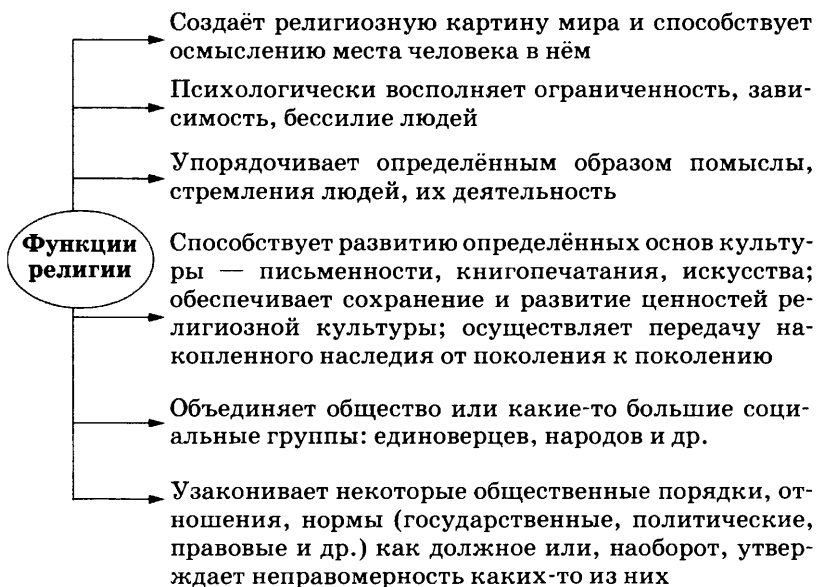 Создаёт религиозную картину мира и способствует
осмыслению места человека в нём
Психологически восполняет ограниченность, зави-
симость, бессилие людей
Упорядочивает определённым образом помыслы,
стремления людей, их деятельность
Функции
религии
Способствует развитию определённых основ культу-
ры — письменности, книгопечатания, искусства;
обеспечивает сохранение и развитие ценностей ре-
лигиозной культуры; осуществляет передачу на-
копленного наследия от поколения к поколению
Объединяет общество или какие-то большие соци-
альные группы: единоверцев, народов и др.
Узаконивает некоторые общественные порядки, от-
ношения, нормы (государственные, политические,
правовые и др.) как должное или, наоборот, утвер-
ждает неправомерность каких-то из них